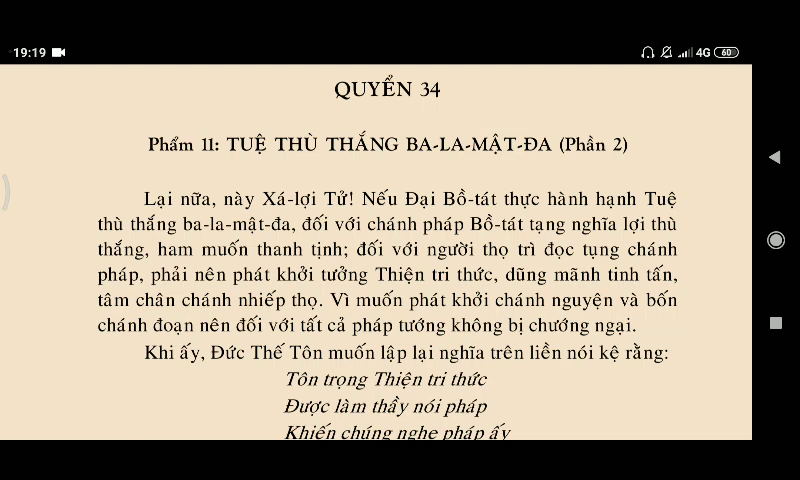 19:19
4G 60
QUYỂN 34
Phẩm 11: TUỆ THÙ THẮNG BA-LA-MẬT-ĐA (Phần 2)
Lại nữa, này Xá-lợi Tử! Nếu Đại Bồ-tát thực hành hạnh Tuệ
thù thắng ba-la-mật-đa, đối với chánh pháp Bồ-tát tạng nghĩa lợi thù
thắng, ham muốn thanh tịnh; đối với người thọ trì đọc tụng chánh
pháp, phải nên phát khởi tưởng Thiện tri thức, dũng mãnh tinh tấn,
tâm chân chánh nhiếp thọ. Vì muốn phát khởi chánh nguyện và bốn
chánh đoạn nên đối với tất cả pháp tướng không bị chướng ngại.
Khi ấy, Đức Thế Tôn muốn lập lại nghĩa trên liền nói kệ rằng:
Tôn trọng Thiện tri thức
Được làm thầy nói pháp
Khiến chúng nghe pháp ấy